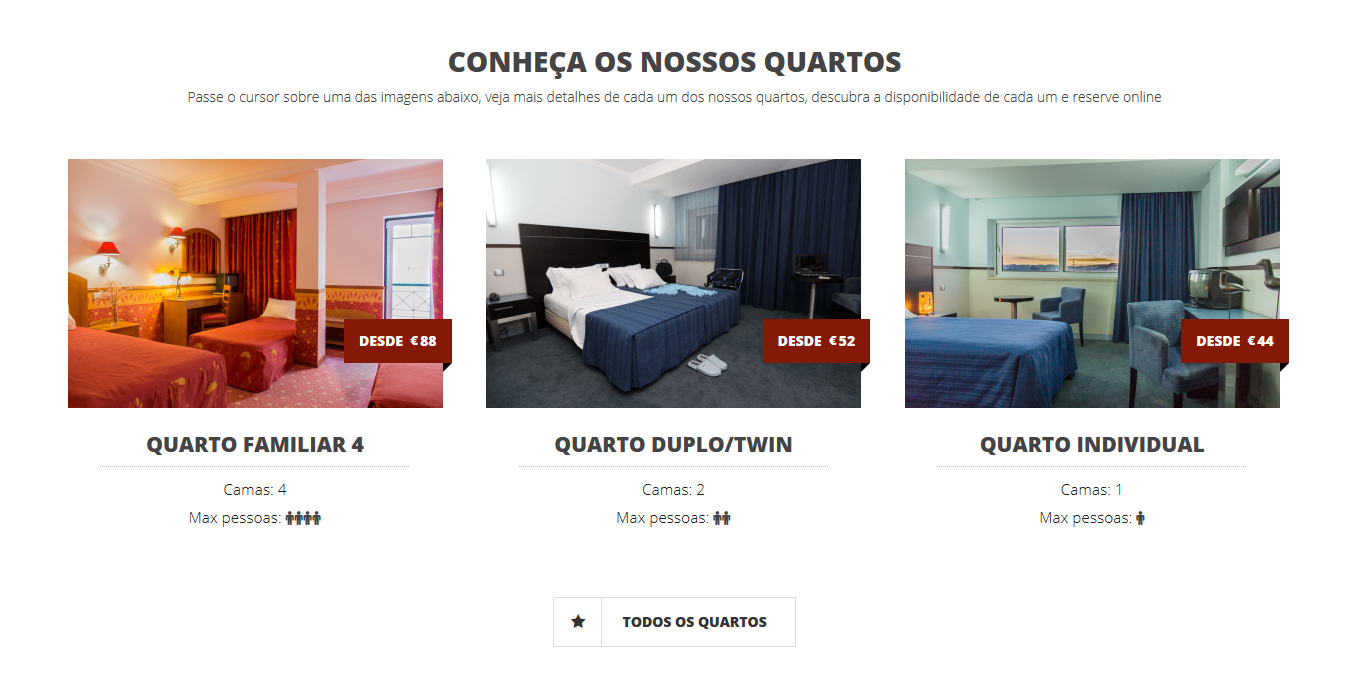 CONHEÇA OS NOSSOS QUARTOS
Passe o cursor sobre uma das imagens abaixo, veja mais detalhes de cada um dos nossos quartos, descubra a disponibilidade de cada um e reserve online
DESDE €88
DESDE €52
DESDE €44
QUARTO FAMILIAR 4
QUARTO DUPLO/TWIN
QUARTO INDIVIDUAL
Camas: 4
Camas: 2
Camas: 1
Max pessoas:
Max pessoas:
Max pessoas:
TODOS OS QUARTOS